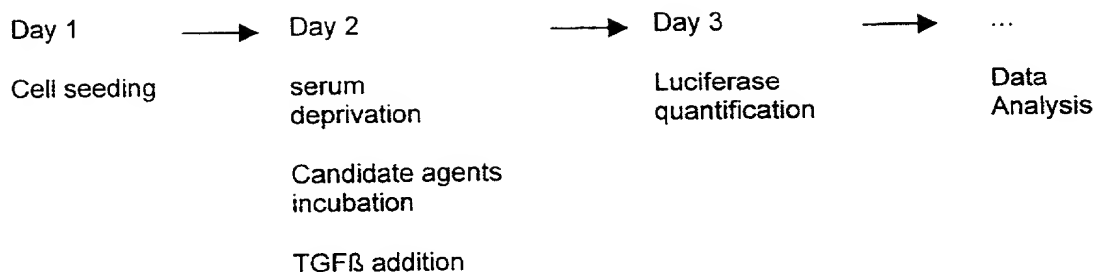 Day 1
Day 2
Day 3
...
Cell seeding
serum
deprivation
Candidate agents
incubation
TGFß addition
Luciferase
quantification
Data
Analysis